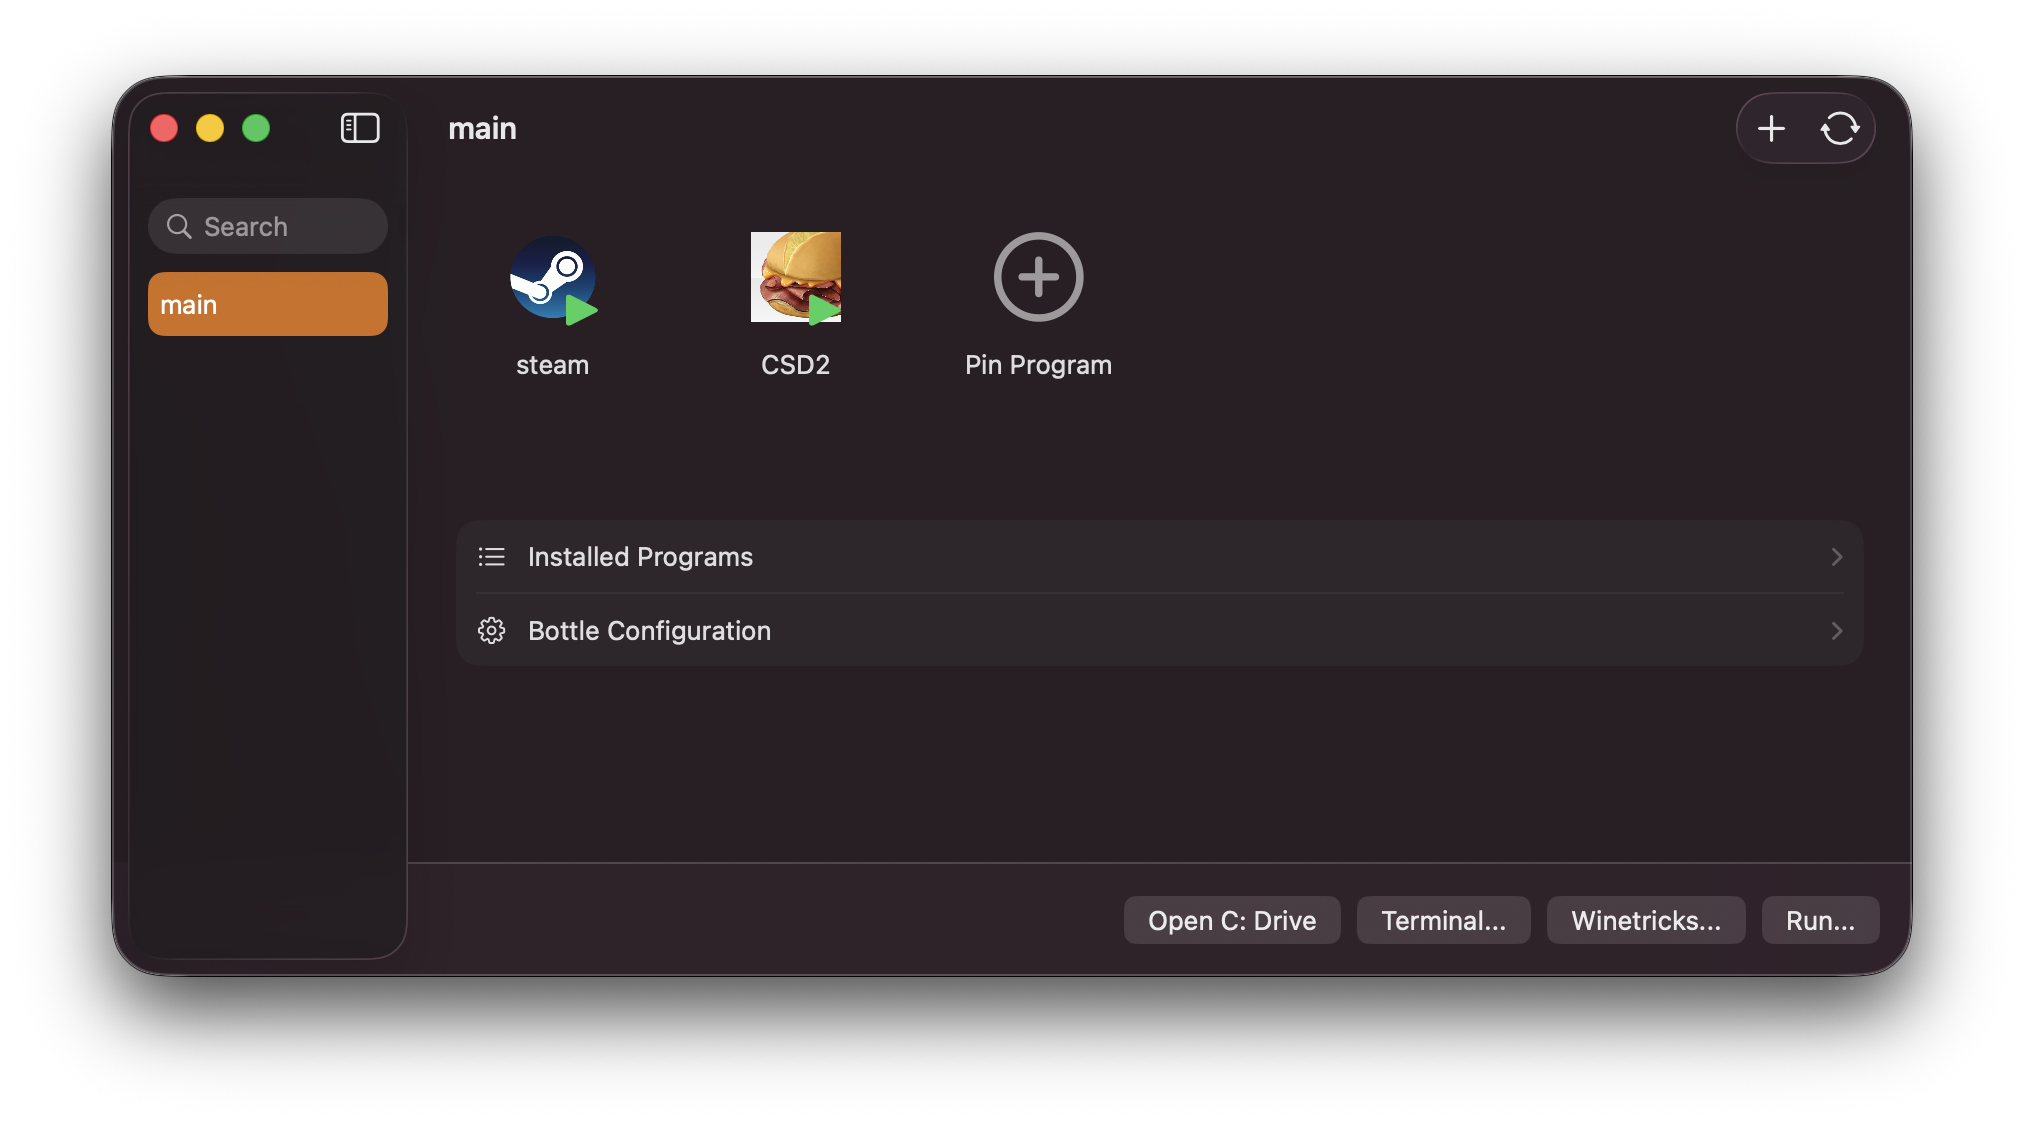 main
Search
main
steam
CSD2
Pin Program
Installed Programs
Bottle Configuration
Open C: Drive
Terminal...
Winetricks...
Run...